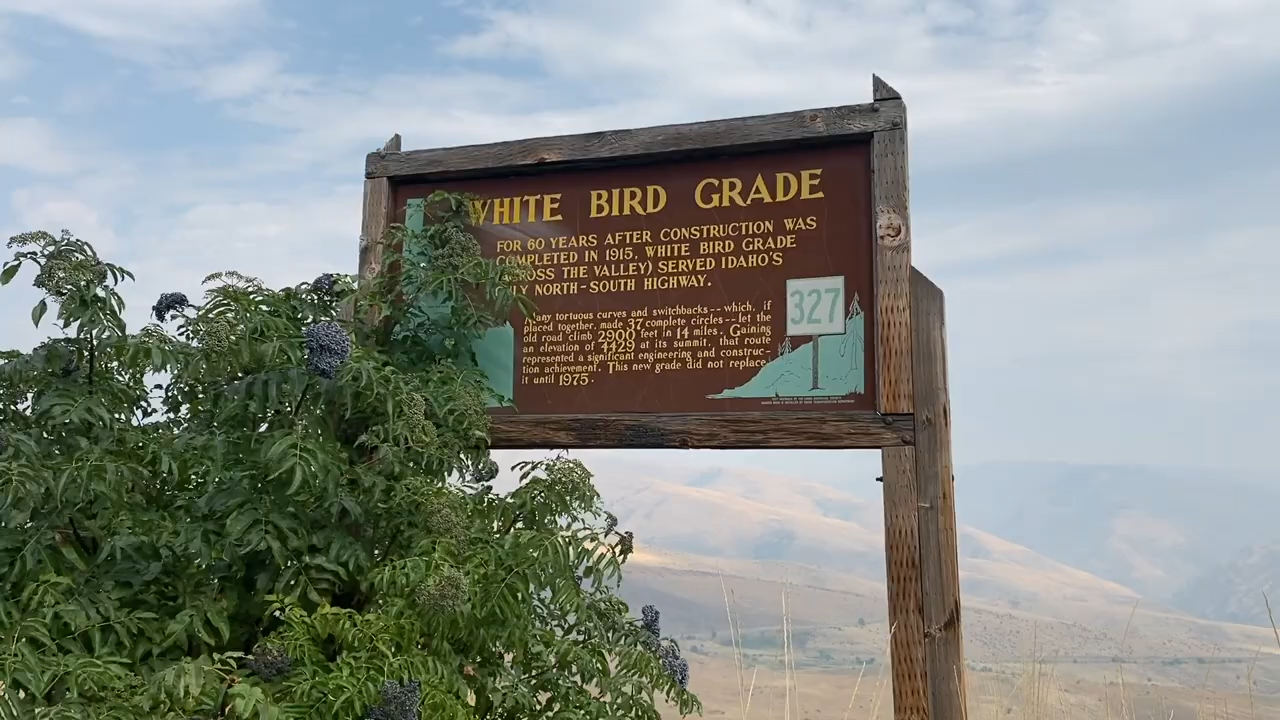 WHITE BIRD GRADE
FOR 60 YEARS AFTER CONSTRUCTION WAS
COMPLETED IN 1915, WHITE BIRD GRADE
(ACROSS THE VALLEY) SERVED IDAHO'S
NORTH-SOUTH HIGHWAY.
Many tortuous curves and switchbacks--which, if
placed together, made 37 complete circles--let the
old road climb 2900 feet in 14 miles. Gaining
an elevation of 4429 at its summit, that route
represented a significant engineering and construc-
tion achievement. This new grade did not replace
it until 1975.
327